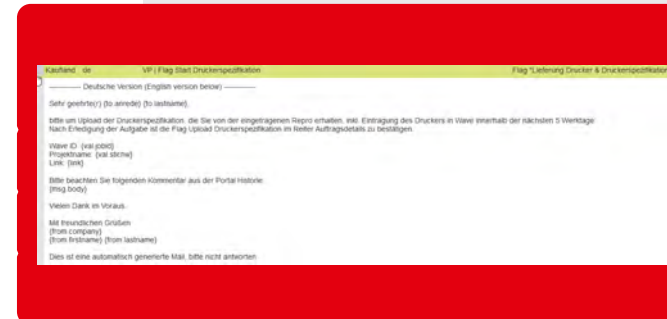 Kaufland de VP | Flag Start Druckerspezifikation Flag "Lieferung Drucker & Druckerspezifikation
------------ Deutsche Version (English version below) ------------
Sehr geehrte(r) {to.anrede} {to.lastname},
bitte um Upload der Druckerspezifikation, die Sie von der eingetragenen Repro erhalten, inkl. Eintragung des Druckers in Wave innerhalb der nächsten 5 Werktage.
Nach Erledigung der Aufgabe ist die Flag Upload Druckerspezifikation im Reiter Auftragsdetails zu bestätigen.
Wave ID: {val.jobid}
Projektname: {val.stichw}
Link: {link}
Bitte beachten Sie folgenden Kommentar aus der Portal Historie:
{msg.body}
Vielen Dank im Voraus.
Mit freundlichen Grüßen
{from.company}
{from.firstname} {from.lastname}
Dies ist eine automatisch generierte Mail, bitte nicht antworten.